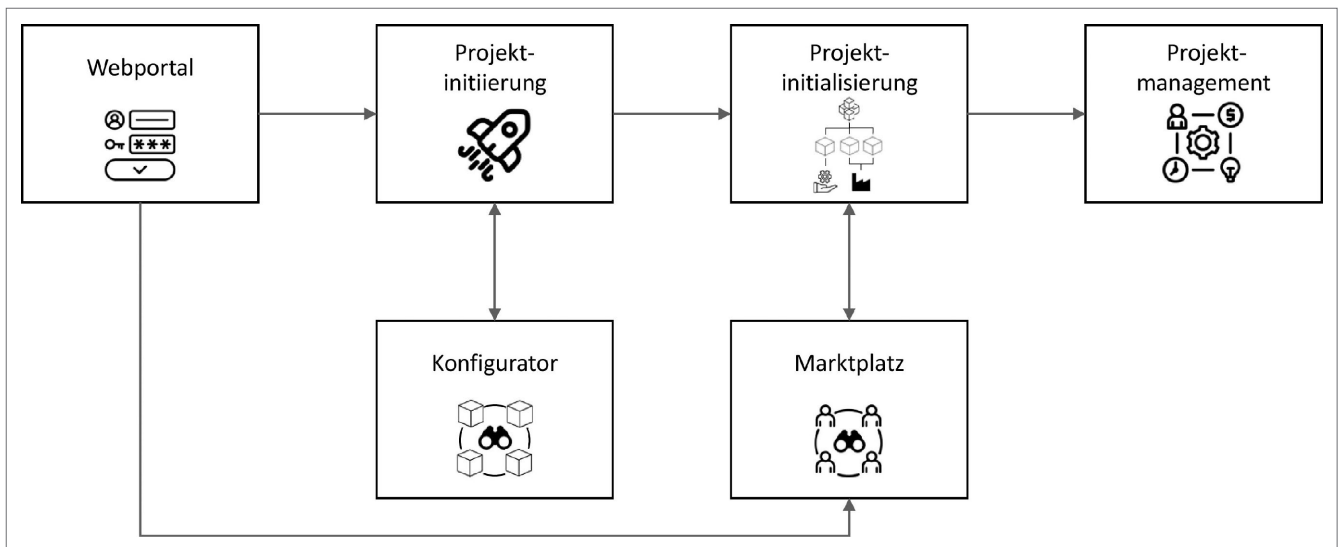 Webportal
***
Projekt-
initiierung
Projekt-
initialisierung
Projekt-
management
$
Konfigurator
Marktplatz